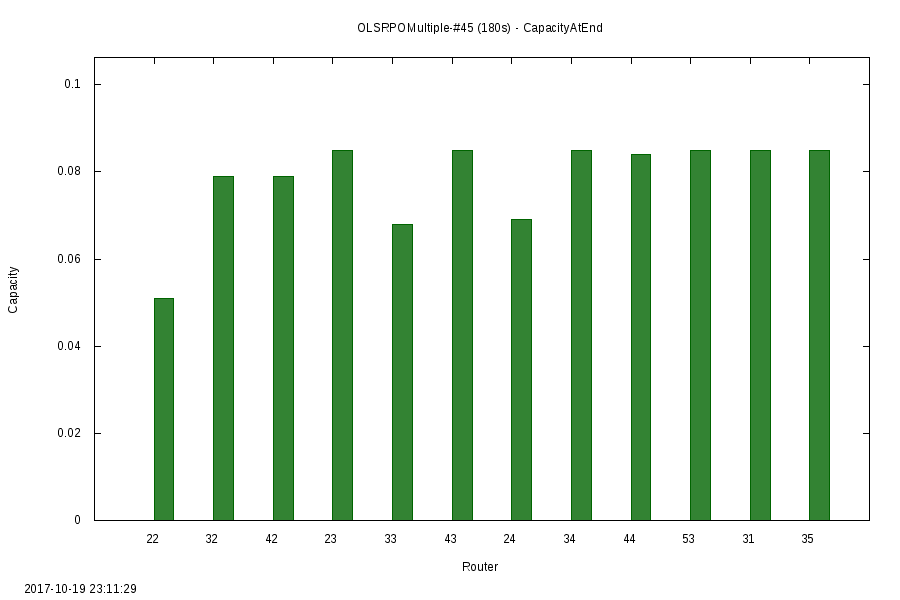 OLSRPOMultiple-#45 (180s) - CapacityAtEnd
0.1
0.08
0.06
0.04
0.02
0
Capacity
22 32 42 23 33 43 24 34 44 53 31 35
Router
2017-10-19 23:11:29